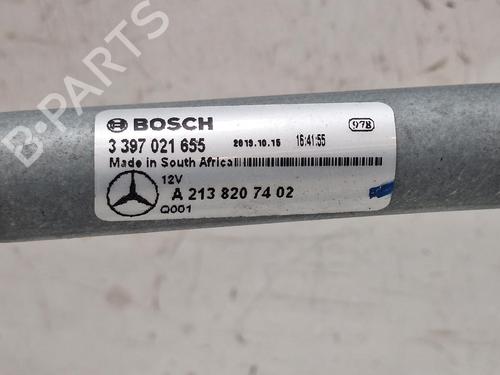 B-PARTS
BOSCH
3 397 021 655 2019.10.15 16:41:55 978
Made in South Africa
12V
A 213 820 74 02
Q001